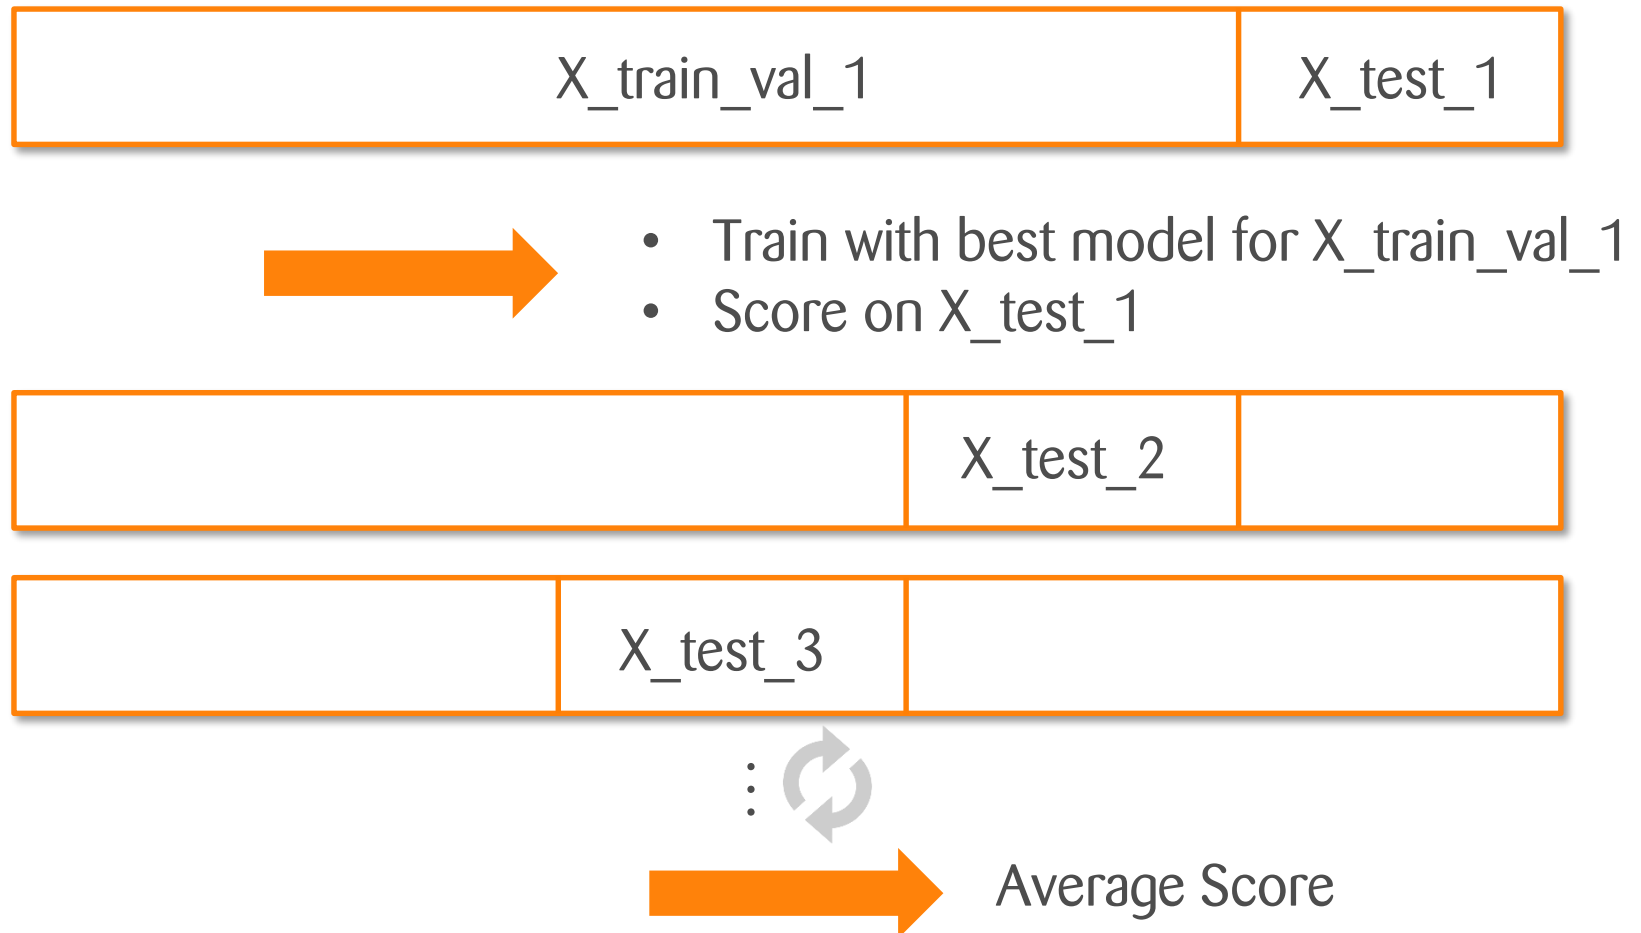 X_train_val_1
X_test_1
• Train with best model for X_train_val_1
• Score on X_test_1
X_test_2
X_test_3
⋮
Average Score